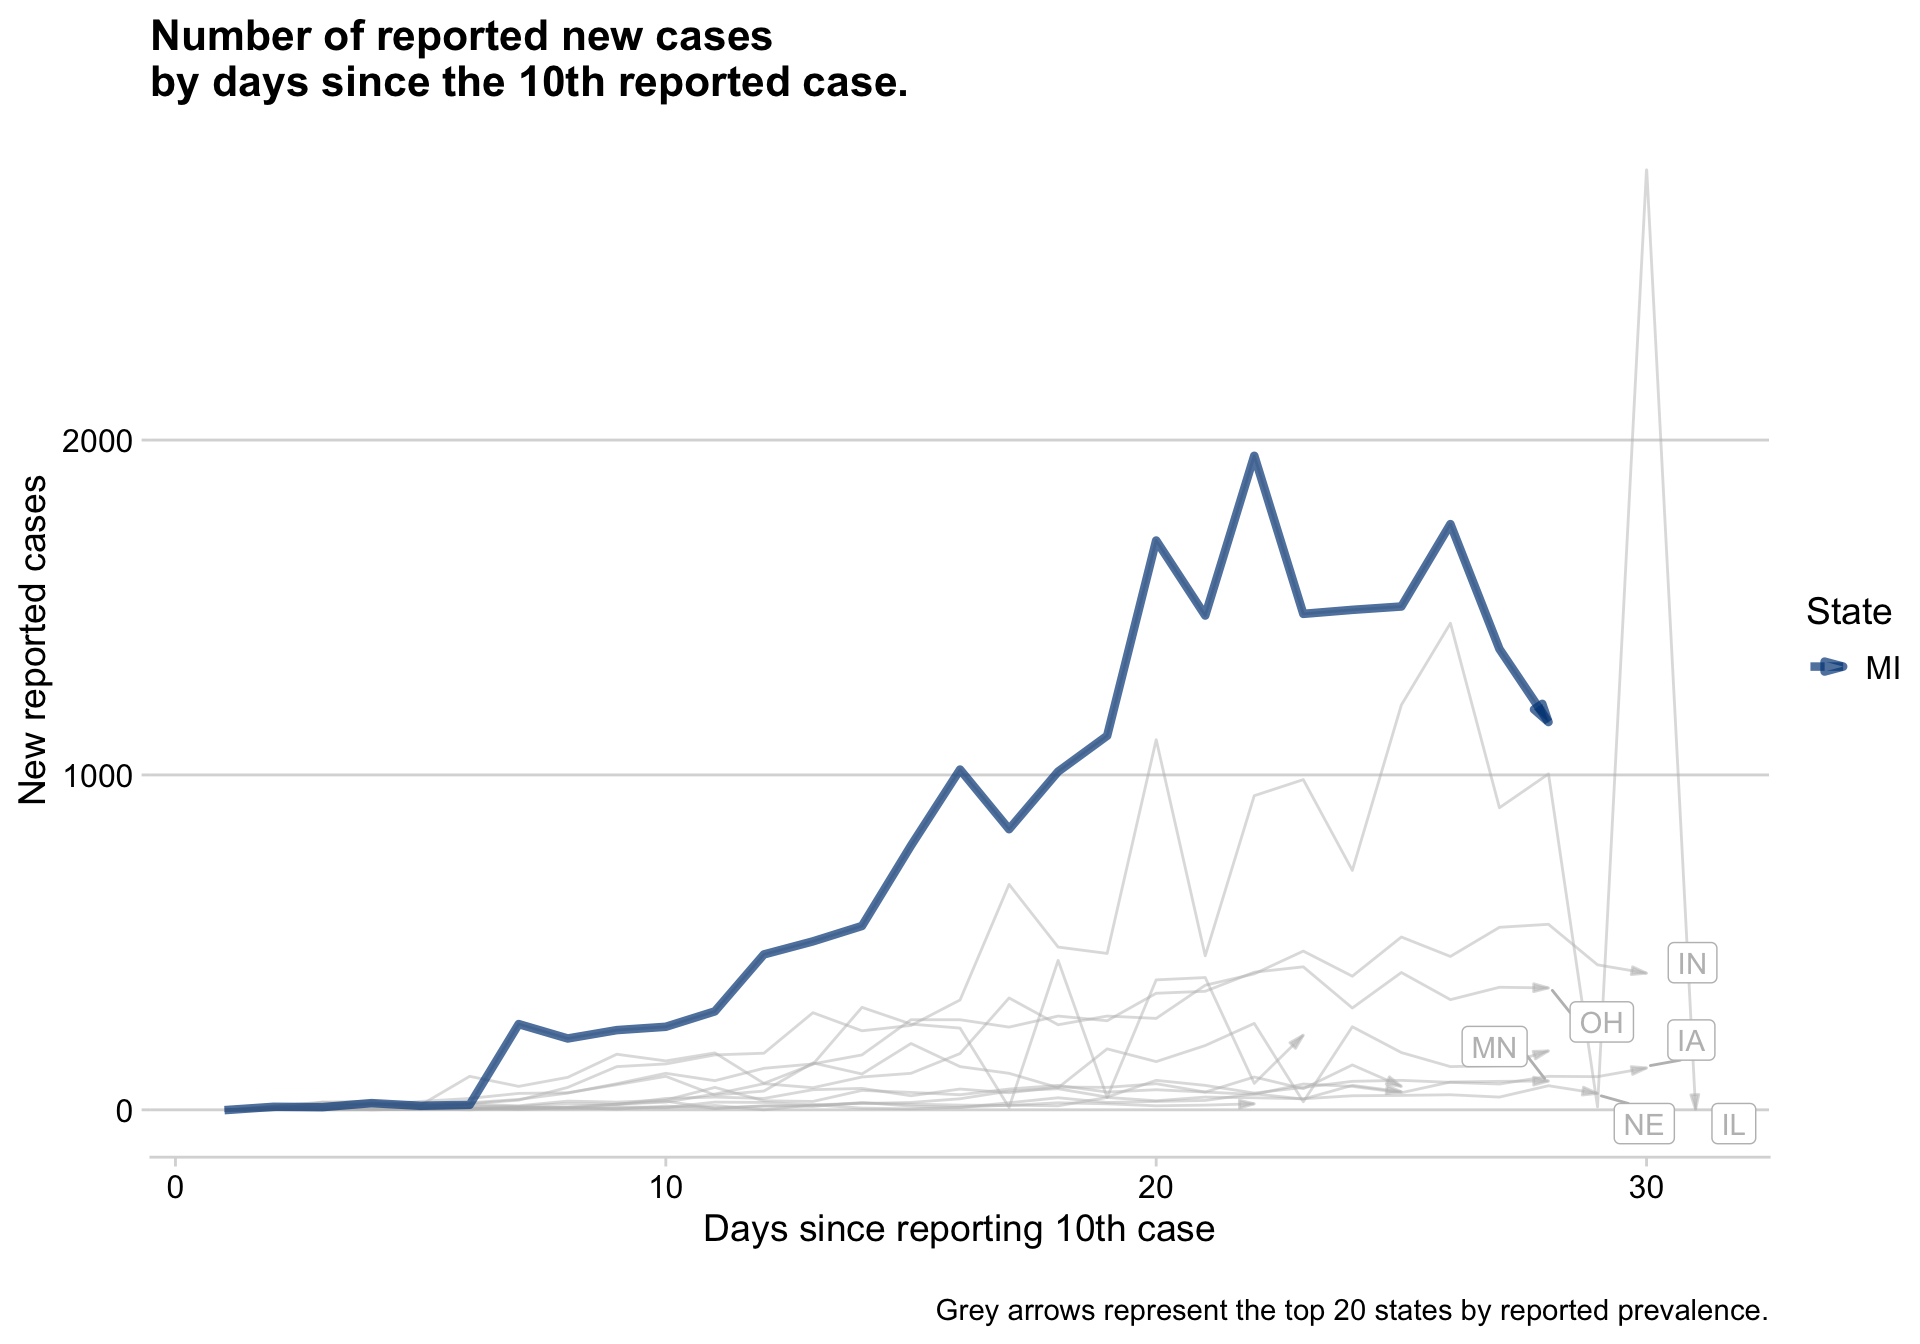 Number of reported new cases
by days since the 10th reported case.
New reported cases
2000
1000
0
0
10
20
30
Days since reporting 10th case
IN
OH
MN
IA
NE
IL
State
MI
Grey arrows represent the top 20 states by reported prevalence.